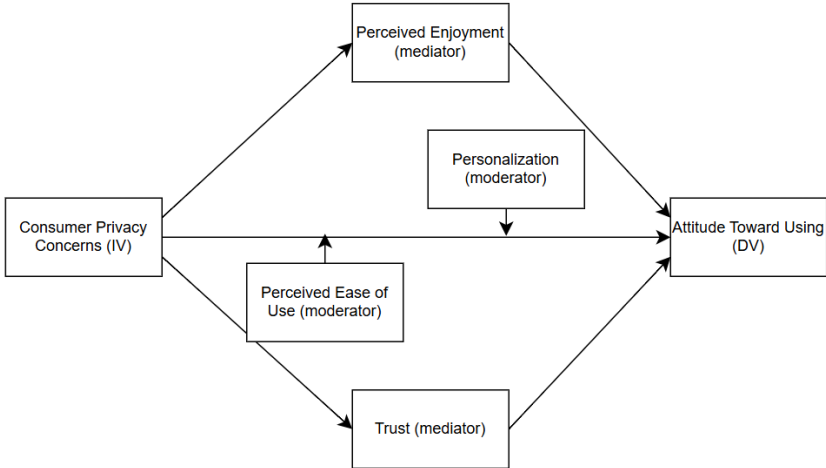 Perceived Enjoyment
(mediator)
Personalization
(moderator)
Consumer Privacy
Concerns (IV)
Attitude Toward Using
(DV)
Perceived Ease of
Use (moderator)
Trust (mediator)